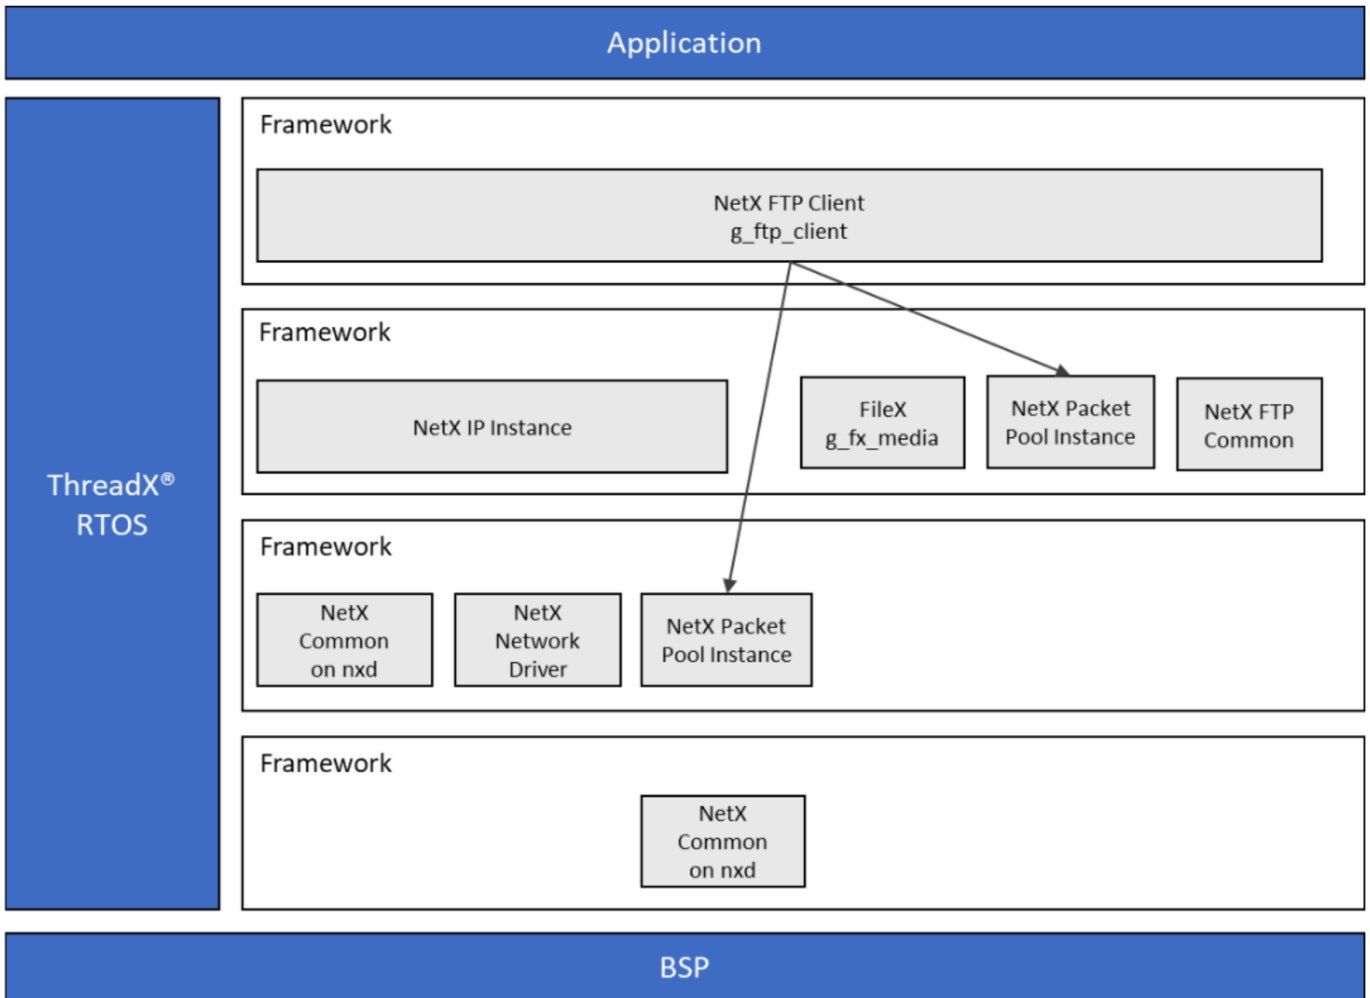 Application
ThreadX®
RTOS
Framework
NetX FTP Client
g_ftp_client
Framework
NetX IP Instance
FileX
g_fx_media
NetX Packet
Pool Instance
NetX FTP
Common
Framework
NetX
Common
on nxd
NetX
Network
Driver
NetX Packet
Pool Instance
Framework
NetX
Common
on nxd
BSP